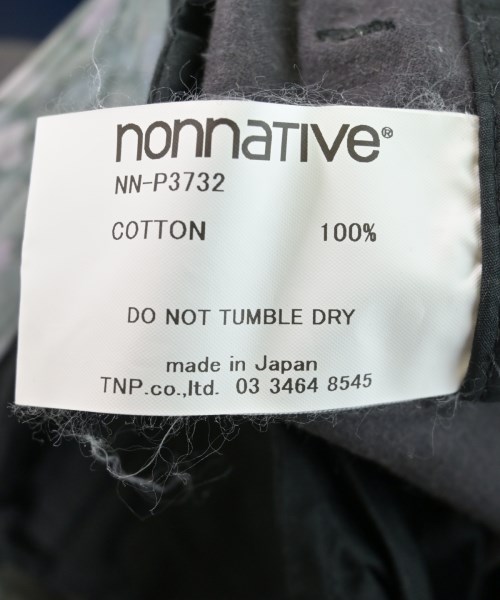 nonnative®
NN-P3732
COTTON 100%
DO NOT TUMBLE DRY
made in Japan
TNP.co.,ltd. 03 3464 8545